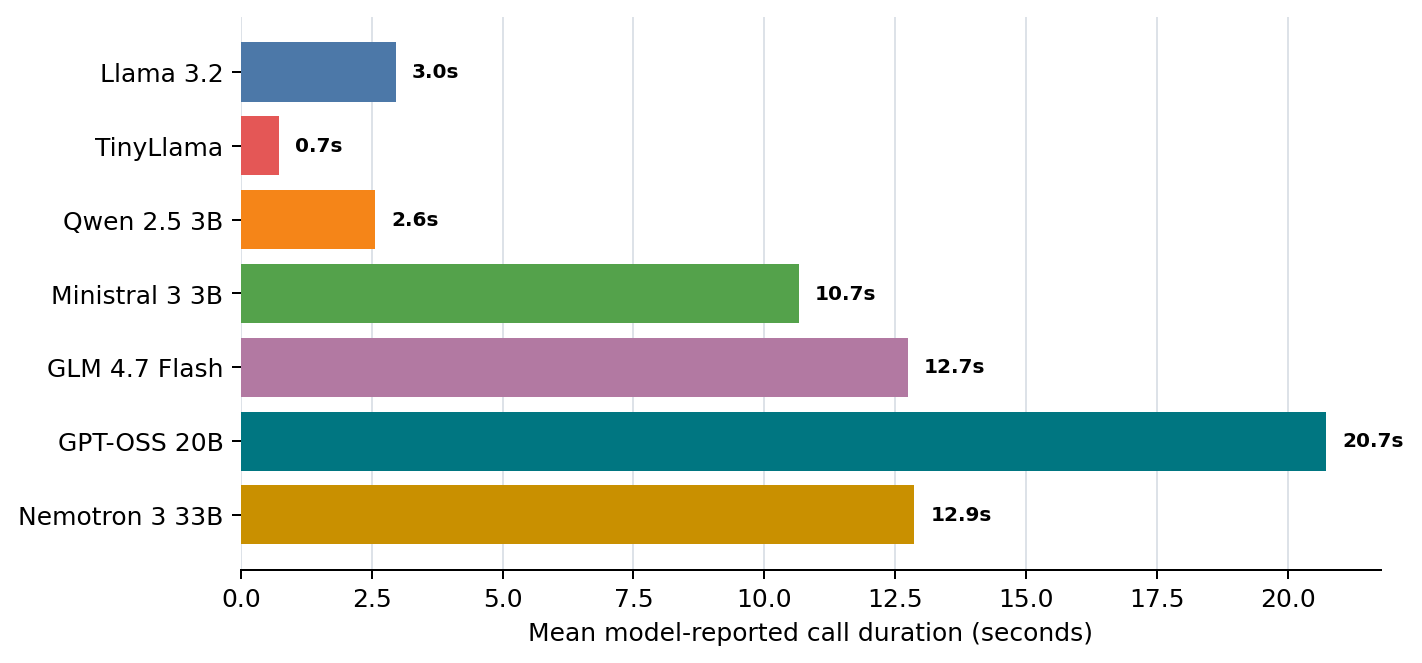 Llama 3.2 3.0s
TinyLlama 0.7s
Qwen 2.5 3B 2.6s
Ministral 3 3B 10.7s
GLM 4.7 Flash 12.7s
GPT-OSS 20B 20.7s
Nemotron 3 33B 12.9s
0.0 2.5 5.0 7.5 10.0 12.5 15.0 17.5 20.0
Mean model-reported call duration (seconds)